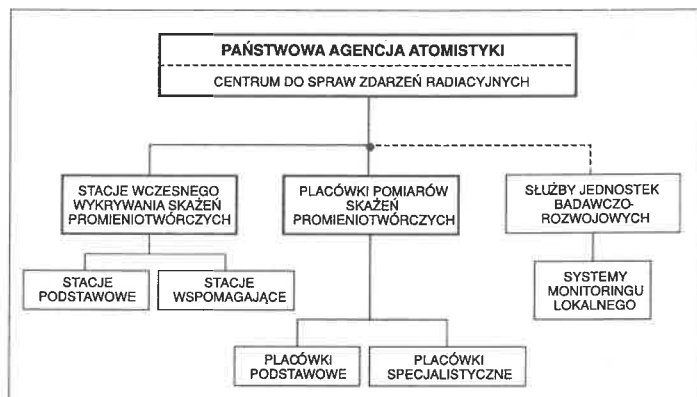 PAŃSTWOWA AGENCJA ATOMISTYKI
CENTRUM DO SPRAW ZDARZEŃ RADIACYJNYCH
STACJE WCZESNEGO
WYKRYWANIA SKAŻEŃ
PROMIENIOTWÓRCZYCH
PLACÓWKI POMIARÓW
SKAŻEŃ
PROMIENIOTWÓRCZYCH
SŁUŻBY JEDNOSTEK
BADAWCZO-
ROZWOJOWYCH
STACJE
PODSTAWOWE
STACJE
WSPOMAGAJĄCE
SYSTEMY
MONITORINGU
LOKALNEGO
PLACÓWKI
PODSTAWOWE
PLACÓWKI
SPECJALISTYCZNE